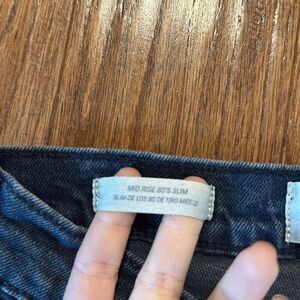 MID RISE 80'S SLIM
SLIM DE LOS 80 DE TIRO MEDIO